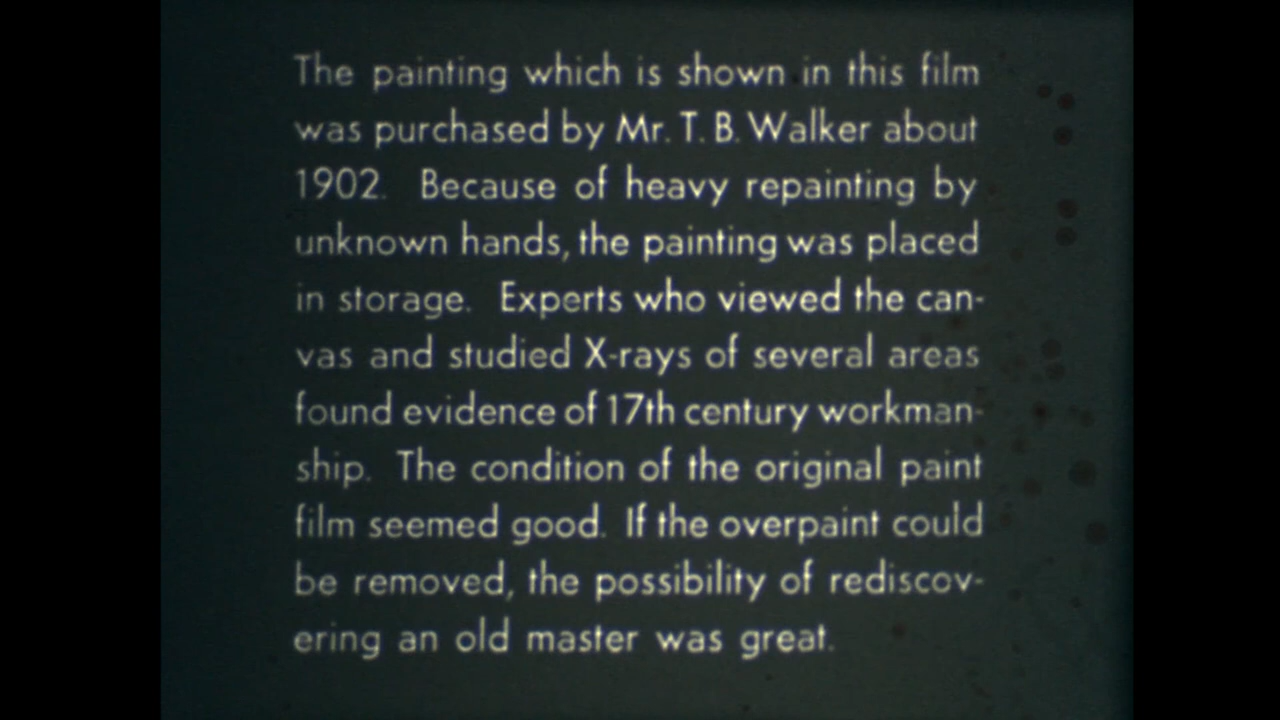 The painting which is shown in this film
was purchased by Mr. T. B. Walker about
1902. Because of heavy repainting by
unknown hands, the painting was placed
in storage. Experts who viewed the can-
vas and studied X-rays of several areas
found evidence of 17th century workman-
ship. The condition of the original paint
film seemed good. If the overpaint could
be removed, the possibility of rediscov-
ering an old master was great.